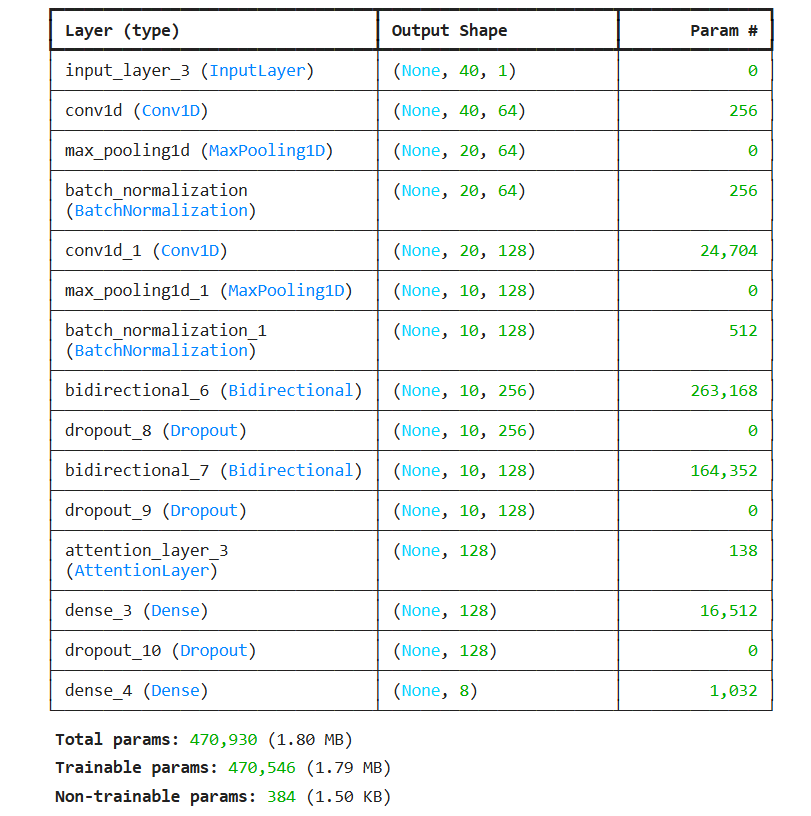 Layer (type) Output Shape Param #
input_layer_3 (InputLayer) (None, 40, 1) 0
conv1d (Conv1D) (None, 40, 64) 256
max_pooling1d (MaxPooling1D) (None, 20, 64) 0
batch_normalization (None, 20, 64) 256
(BatchNormalization)
conv1d_1 (Conv1D) (None, 20, 128) 24,704
max_pooling1d_1 (MaxPooling1D) (None, 10, 128) 0
batch_normalization_1 (None, 10, 128) 512
(BatchNormalization)
bidirectional_6 (Bidirectional) (None, 10, 256) 263,168
dropout_8 (Dropout) (None, 10, 256) 0
bidirectional_7 (Bidirectional) (None, 10, 128) 164,352
dropout_9 (Dropout) (None, 10, 128) 0
attention_layer_3 (None, 128) 138
(AttentionLayer)
dense_3 (Dense) (None, 128) 16,512
dropout_10 (Dropout) (None, 128) 0
dense_4 (Dense) (None, 8) 1,032
Total params: 470,930 (1.80 MB)
Trainable params: 470,546 (1.79 MB)
Non-trainable params: 384 (1.50 KB)